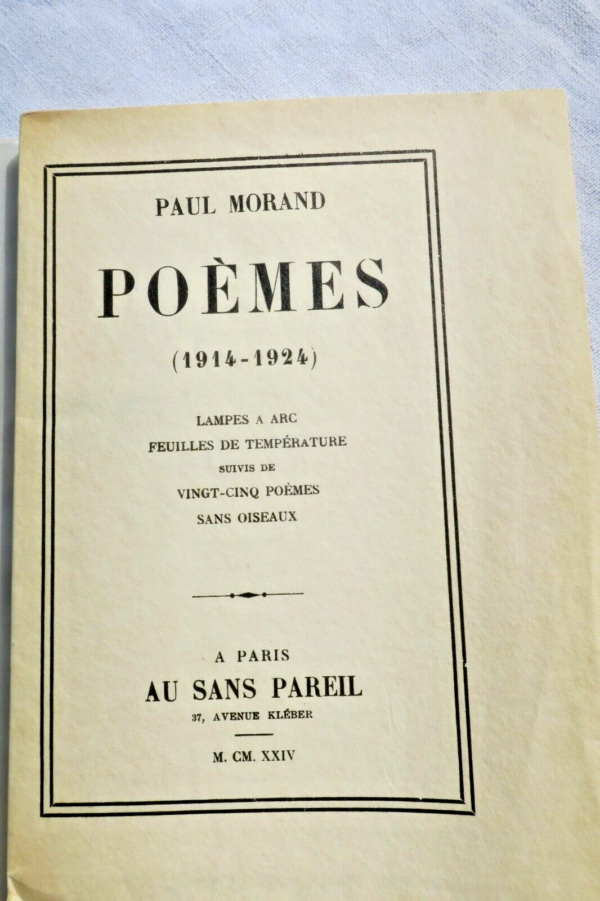 PAUL MORAND
POÈMES
(1914-1924)
LAMPES A ARC
FEUILLES DE TEMPÉRATURE
SUIVIS DE
VINGT-CINQ POÈMES
SANS OISEAUX
A PARIS
AU SANS PAREIL
37, AVENUE KLÉBER
M. CM. XXIV